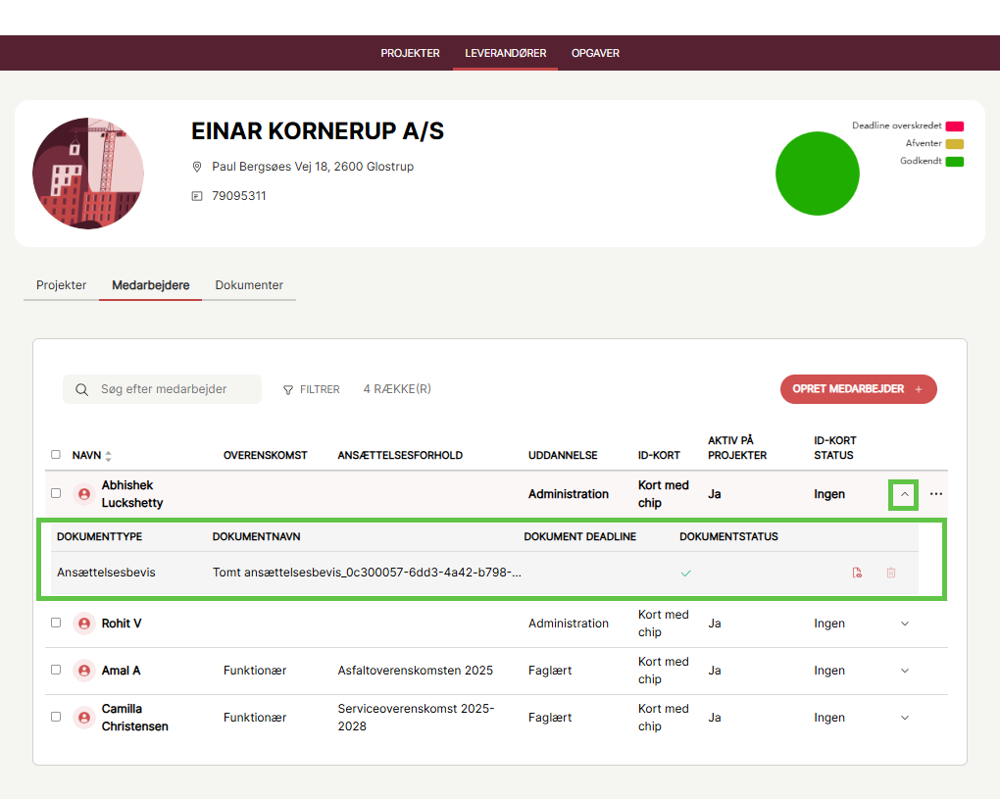 PROJEKTER LEVERANDØRER OPGAVER
EINAR KORNERUP A/S
Paul Bergsøes Vej 18, 2600 Glostrup
79095311
Deadline overskredet
Afventer
Godkendt
Projekter Medarbejdere Dokumenter
Søg efter medarbejder FILTRER 4 RÆKKE(R) OPRET MEDARBEJDER +
NAVN OVERENSKOMST ANSÆTTELSESFORHOLD UDDANNELSE ID-KORT AKTIV PÅ PROJEKTER ID-KORT STATUS
Abhishek Luckshetty Administration Kort med chip Ja Ingen
DOKUMENTTYPE DOKUMENTNAVN DOKUMENT DEADLINE DOKUMENTSTATUS
Ansættelsesbevis Tomt ansættelsesbevis_0c300057-6dd3-4a42-b798-...
Rohit V Administration Kort med chip Ja Ingen
Amal A Funktionær Asfaltoverenskomsten 2025 Faglært Kort med chip Ja Ingen
Camilla Christensen Funktionær Serviceoverenskomst 2025-2028 Faglært Kort med chip Ja Ingen